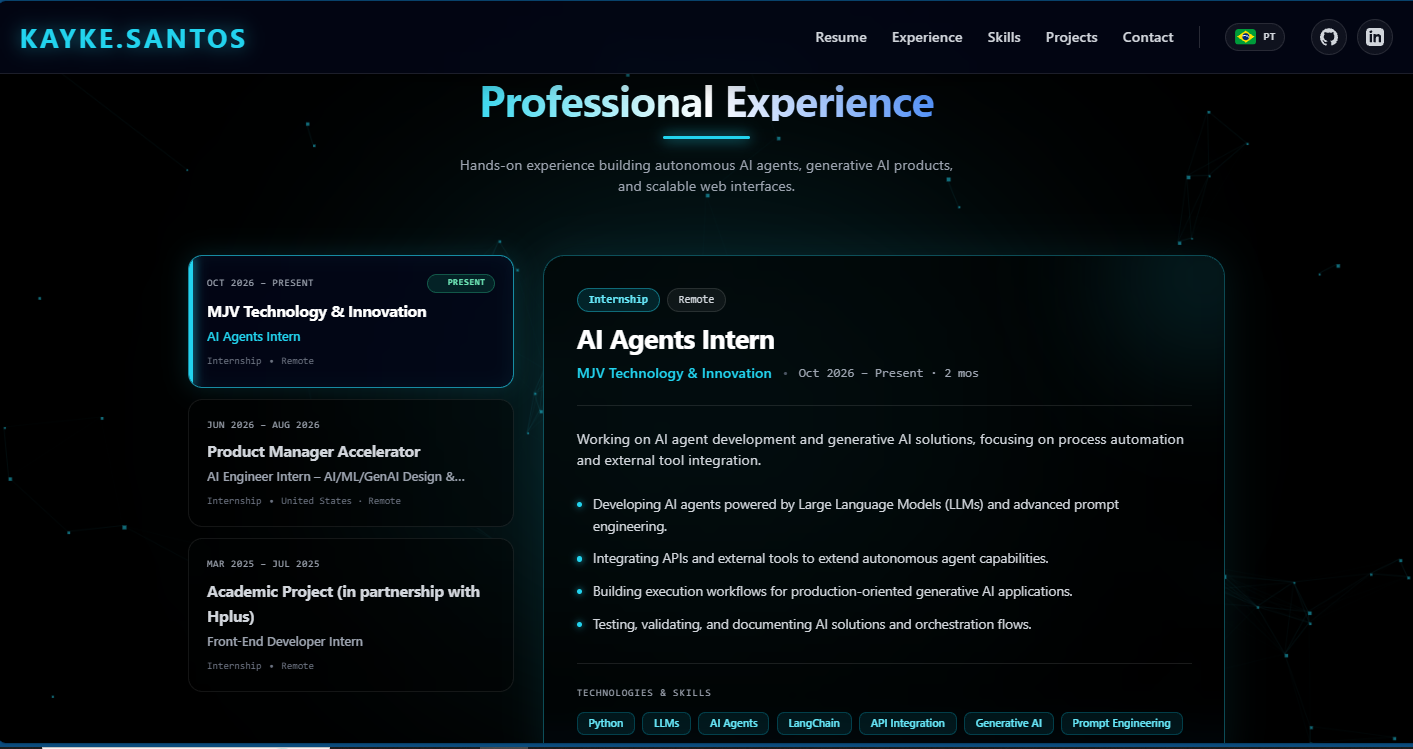 KAYKE.SANTOS
Resume Experience Skills Projects Contact PT
Professional Experience
Hands-on experience building autonomous AI agents, generative AI products,
and scalable web interfaces.
OCT 2026 – PRESENT PRESENT
MJV Technology & Innovation
AI Agents Intern
Internship • Remote
JUN 2026 – AUG 2026
Product Manager Accelerator
AI Engineer Intern – AI/ML/GenAI Design &...
Internship • United States · Remote
MAR 2025 – JUL 2025
Academic Project (in partnership with
Hplus)
Front-End Developer Intern
Internship • Remote
Internship Remote
AI Agents Intern
MJV Technology & Innovation • Oct 2026 – Present · 2 mos
Working on AI agent development and generative AI solutions, focusing on process automation
and external tool integration.
• Developing AI agents powered by Large Language Models (LLMs) and advanced prompt
engineering.
• Integrating APIs and external tools to extend autonomous agent capabilities.
• Building execution workflows for production-oriented generative AI applications.
• Testing, validating, and documenting AI solutions and orchestration flows.
TECHNOLOGIES & SKILLS
Python LLMs AI Agents LangChain API Integration Generative AI Prompt Engineering